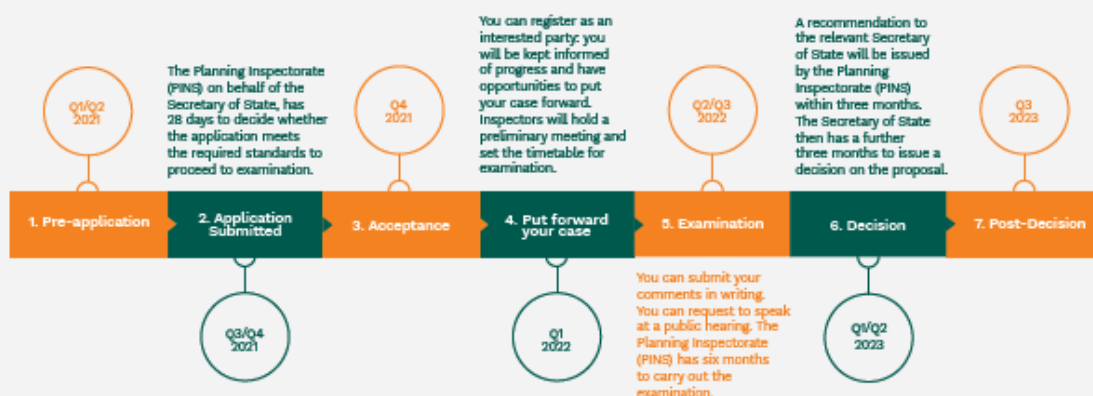 Q1/Q2
2021
The Planning Inspectorate
(PINS) on behalf of the
Secretary of State, has
28 days to decide whether
the application meets
the required standards to
proceed to examination.
Q4
2021
You can register as an
interested party: you
will be kept informed
of progress and have
opportunities to put
your case forward.
Inspectors will hold a
preliminary meeting and
set the timetable for
examination.
Q2/Q3
2022
A recommendation to
the relevant Secretary
of State will be issued
by the Planning
Inspectorate (PINS)
within three months.
The Secretary of State
then has a further
three months to issue a
decision on the proposal.
Q3
2023
1. Pre-application
2. Application
Submitted
3. Acceptance
4. Put forward
your case
5. Examination
6. Decision
7. Post-Decision
Q3/Q4
2021
Q1
2022
You can submit your
comments in writing.
You can request to speak
at a public hearing. The
Planning Inspectorate
(PINS) has six months
to carry out the
examination.
Q1/Q2
2023